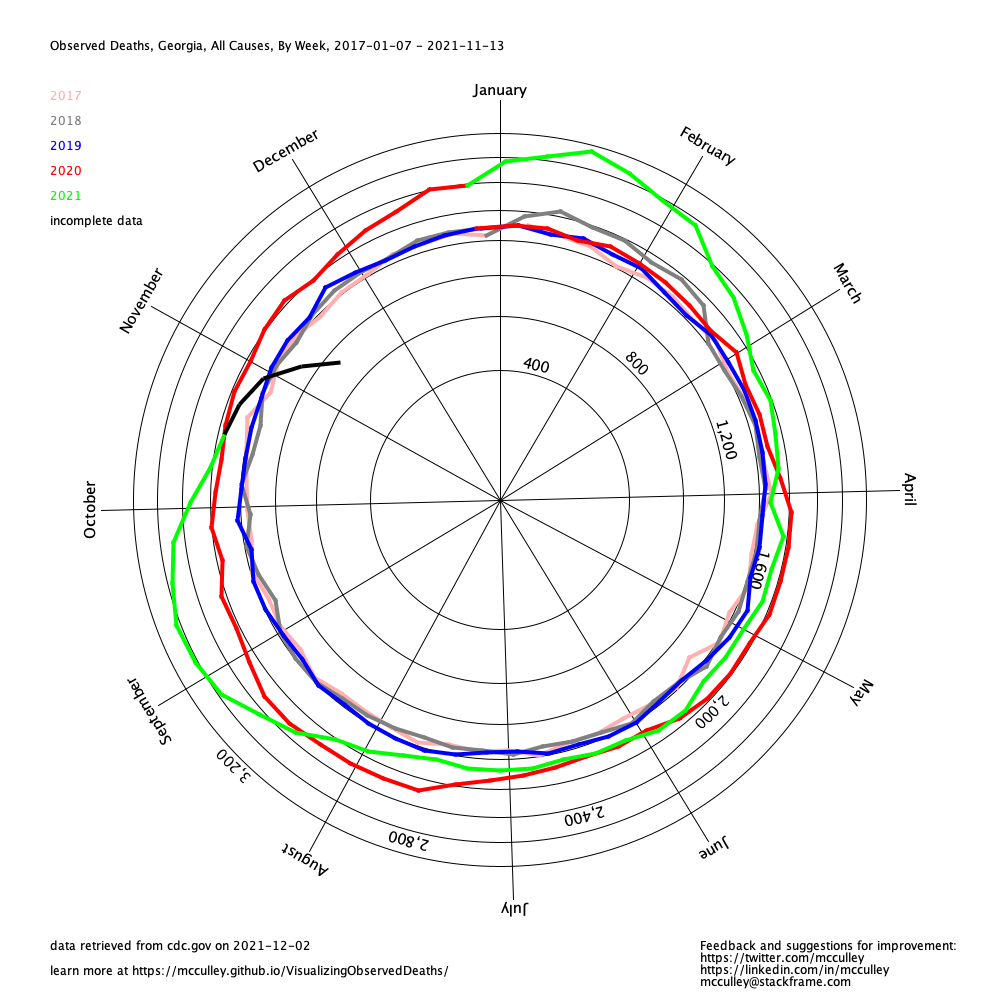 Observed Deaths, Georgia, All Causes, By Week, 2017-01-07 - 2021-11-13
2017
2018
2019
2020
2021
incomplete data
January
February
March
April
May
June
July
August
September
October
November
December
400
800
1,200
1,600
2,000
2,400
2,800
3,200
data retrieved from cdc.gov on 2021-12-02
learn more at https://mcculley.github.io/VisualizingObservedDeaths/
Feedback and suggestions for improvement:
https://twitter.com/mcculley
https://linkedin.com/in/mcculley
mcculley@stackframe.com